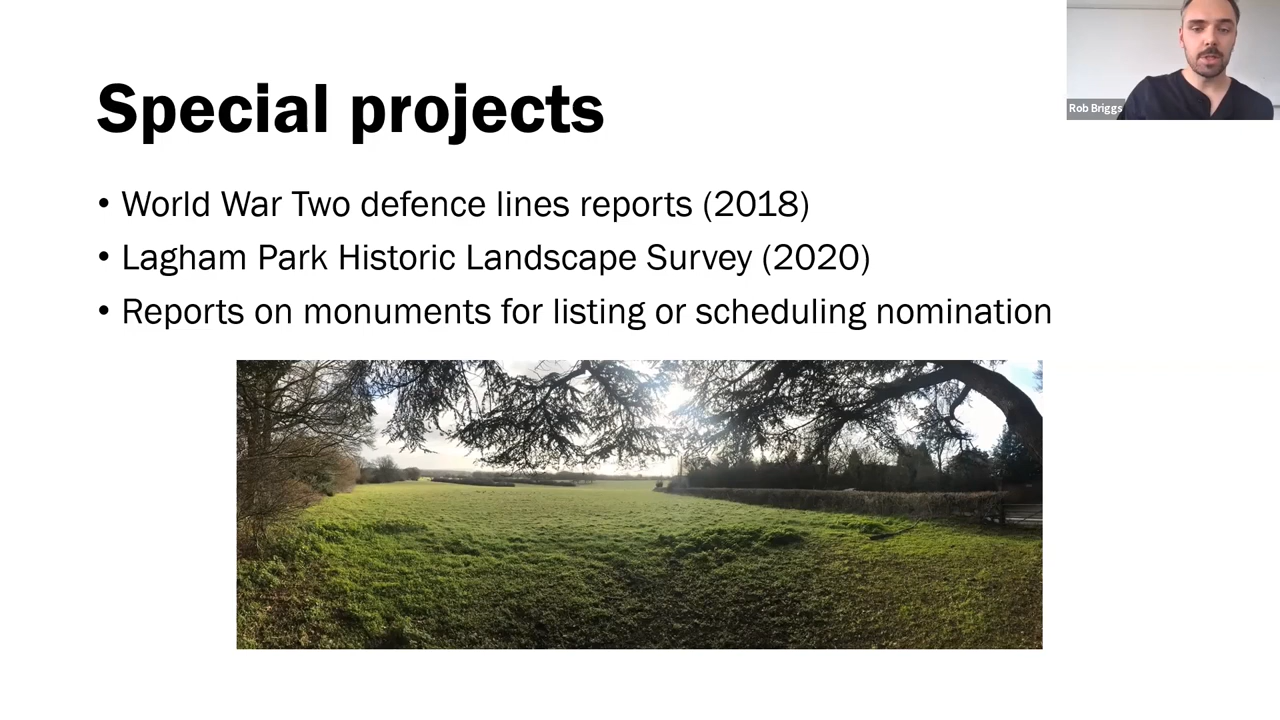 Special projects
• World War Two defence lines reports (2018)
• Lagham Park Historic Landscape Survey (2020)
• Reports on monuments for listing or scheduling nomination
Rob Briggs